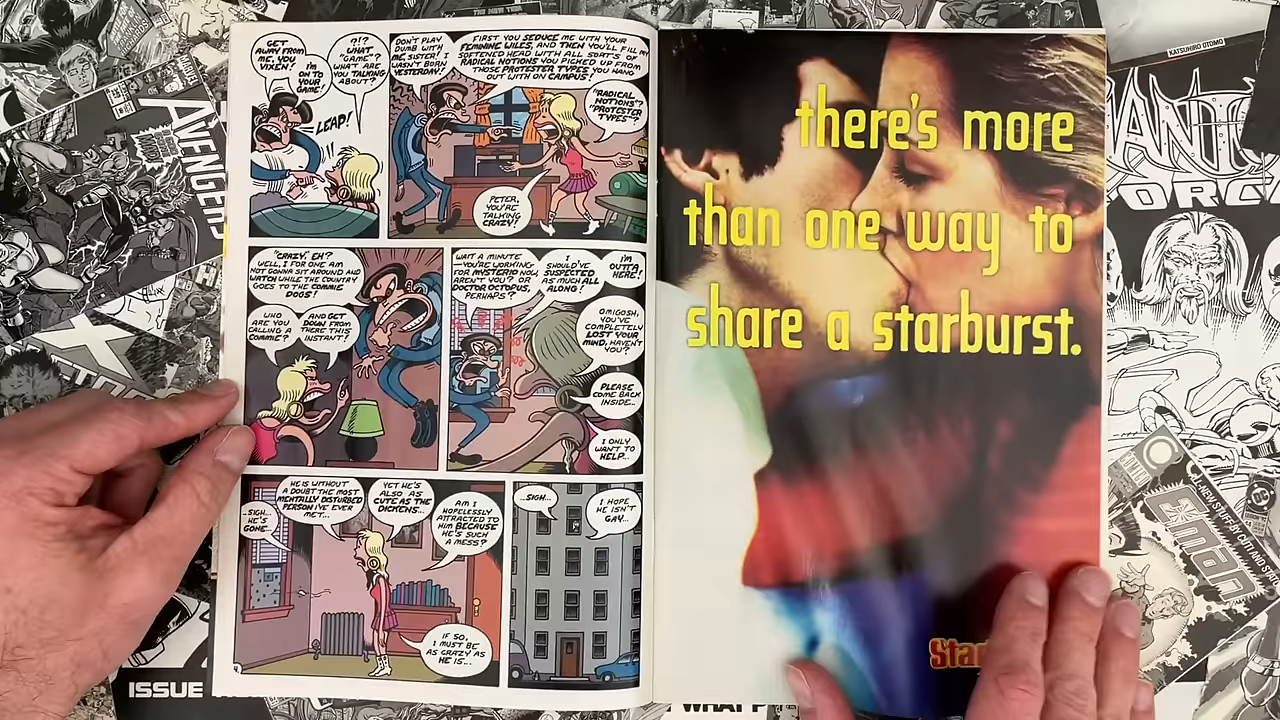 GET
AWAY FROM
ME, YOU
VIXEN!
I'M
ON TO
YOUR
GAME!
?!?
WHAT
"GAME"?
WHAT ARE
YOU TALKING
ABOUT?
LEAP!
DON'T PLAY
DUMB WITH
ME, SISTER! I
WASN'T BORN
YESTERDAY!
FIRST YOU SEDUCE ME WITH YOUR
FEMININE WILES, AND THEN YOU'LL FILL MY
SOFTENED HEAD WITH ALL SORTS OF
RADICAL NOTIONS YOU PICKED UP FROM
THOSE PROTESTER TYPES YOU HANG
OUT WITH ON CAMPUS!
"RADICAL
NOTIONS"?
"PROTESTER
TYPES"?
PETER,
YOU'RE
TALKING
CRAZY!
"CRAZY, EH?
WELL, I FOR ONE AM
NOT GONNA SIT AROUND AND
WATCH WHILE THE COUNTRY
GOES TO THE COMMIE
DOGS!
WHO
ARE YOU
CALLING A
COMMIE?
AND GET
DOWN FROM
THERE THIS
INSTANT!
WAIT A MINUTE
--YOU'RE WORKING
FOR MYSTERIO NOW,
AREN'T YOU? OR
DOCTOR OCTOPUS,
PERHAPS?
I
SHOULD'VE
SUSPECTED
AS MUCH ALL
ALONG!
I'M
OUTTA
HERE!
OMIGOSH,
YOU'VE
COMPLETELY
LOST YOUR
MIND, HAVEN'T
YOU?
PLEASE
COME BACK
INSIDE...
I ONLY
WANT TO
HELP...
...SIGH...
HE'S
GONE...
HE IS WITHOUT
A DOUBT THE MOST
MENTALLY DISTURBED
PERSON I'VE EVER
MET...
YET HE'S
ALSO AS
CUTE AS THE
DICKENS...
AM I
HOPELESSLY
ATTRACTED TO
HIM BECAUSE
HE'S SUCH
A MESS?
IF SO,
I MUST BE
AS CRAZY AS
HE IS...
...SIGH...
I HOPE
HE ISN'T
GAY...
there's more
than one way to
share a starburst.
Star
AVENGERS
KATSUHIRO OTOMO
ISSUE